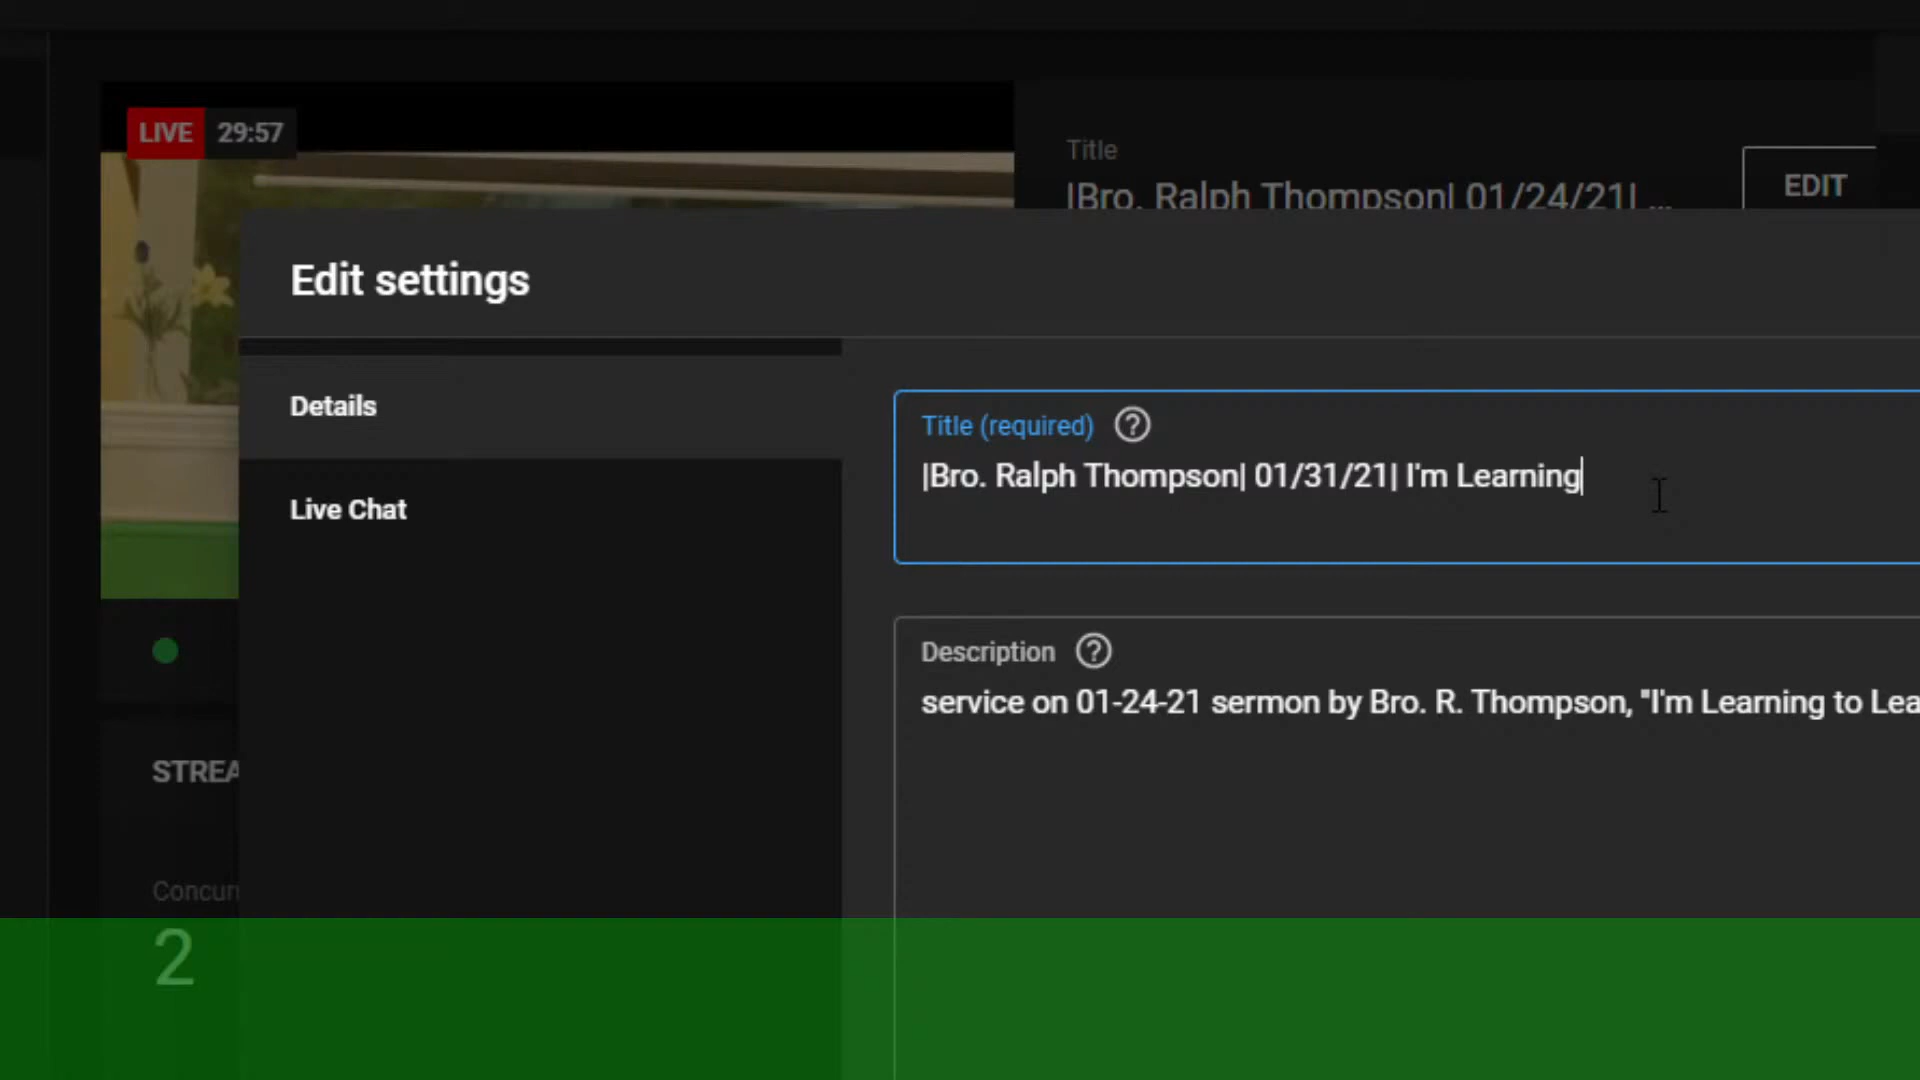 LIVE 29:57
Title
|Bro. Ralph Thompson| 01/24/21| ...
EDIT
Edit settings
Details
Live Chat
Title (required) ?
|Bro. Ralph Thompson| 01/31/21| I'm Learning
Description ?
service on 01-24-21 sermon by Bro. R. Thompson, "I'm Learning to Lea
STREA
Concurr
2